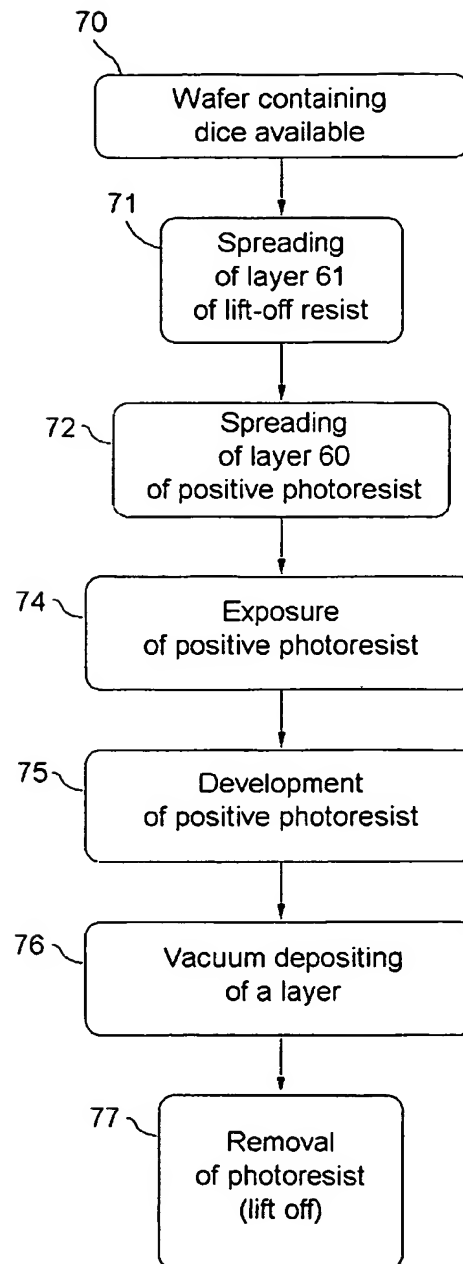 70
Wafer containing
dice available
71
Spreading
of layer 61
of lift-off resist
72
Spreading
of layer 60
of positive photoresist
74
Exposure
of positive photoresist
75
Development
of positive photoresist
76
Vacuum depositing
of a layer
77
Removal
of photoresist
(lift off)